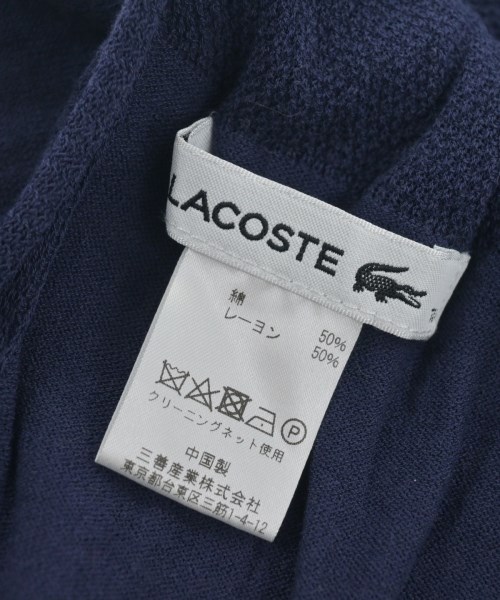 LACOSTE
綿 50%
レーヨン 50%
P
クリーニングネット使用
中国製
三善産業株式会社
東京都台東区三筋1-4-12